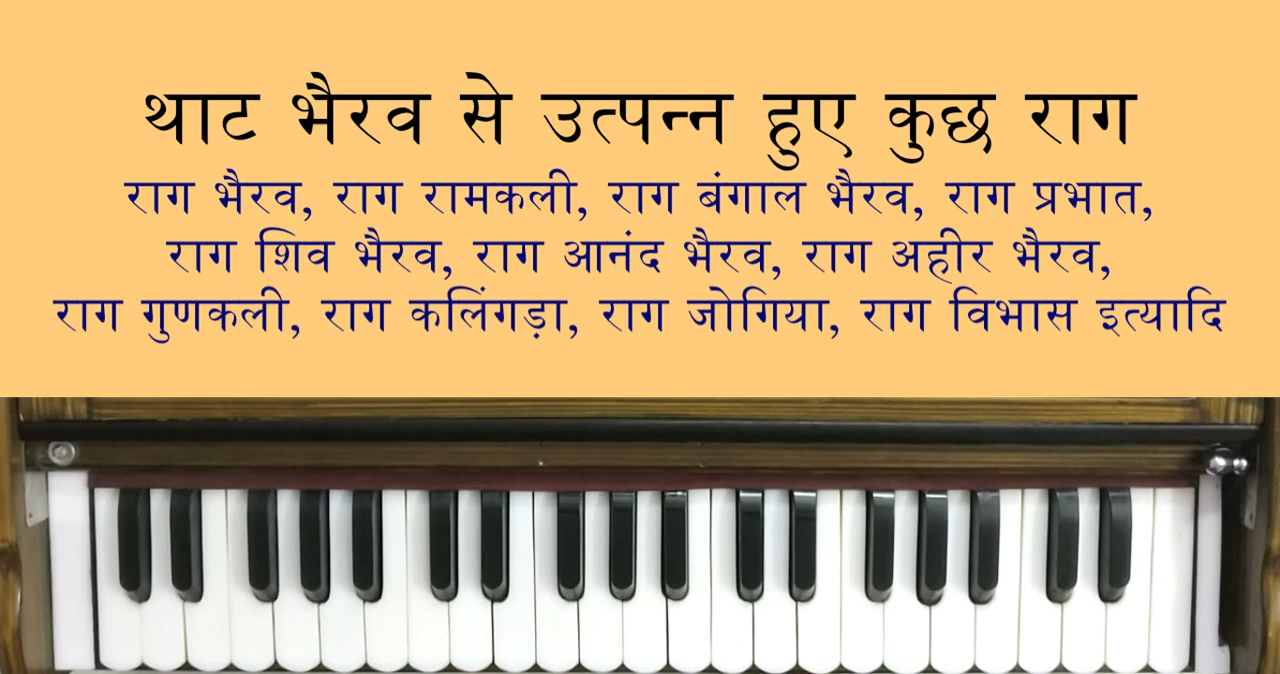 थाट भैरव से उत्पन्न हुए कुछ राग
राग भैरव, राग रामकली, राग बंगाल भैरव, राग प्रभात,
राग शिव भैरव, राग आनंद भैरव, राग अहीर भैरव,
राग गुणकली, राग कलिंगड़ा, राग जोगिया, राग विभास इत्यादि